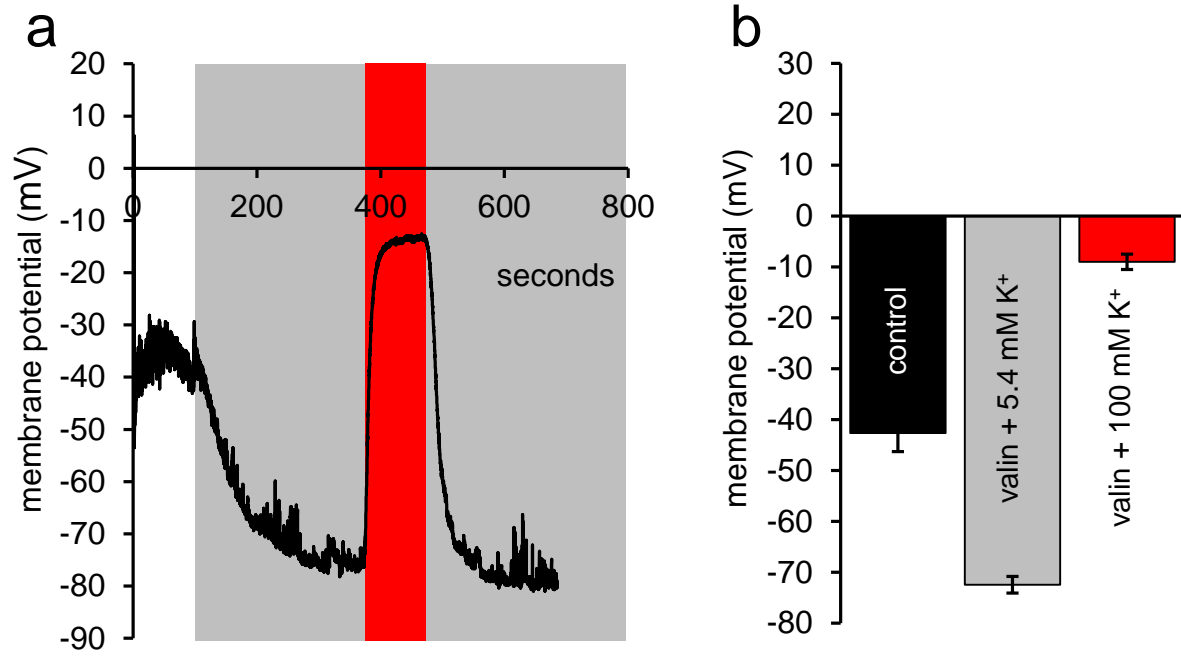 a
membrane potential (mV)
20
10
0
-10
-20
-30
-40
-50
-60
-70
-80
-90
0 200 400 600 800
seconds
b
membrane potential (mV)
30
20
10
0
-10
-20
-30
-40
-50
-60
-70
-80
control
valin + 5.4 mM K⁺
valin + 100 mM K⁺